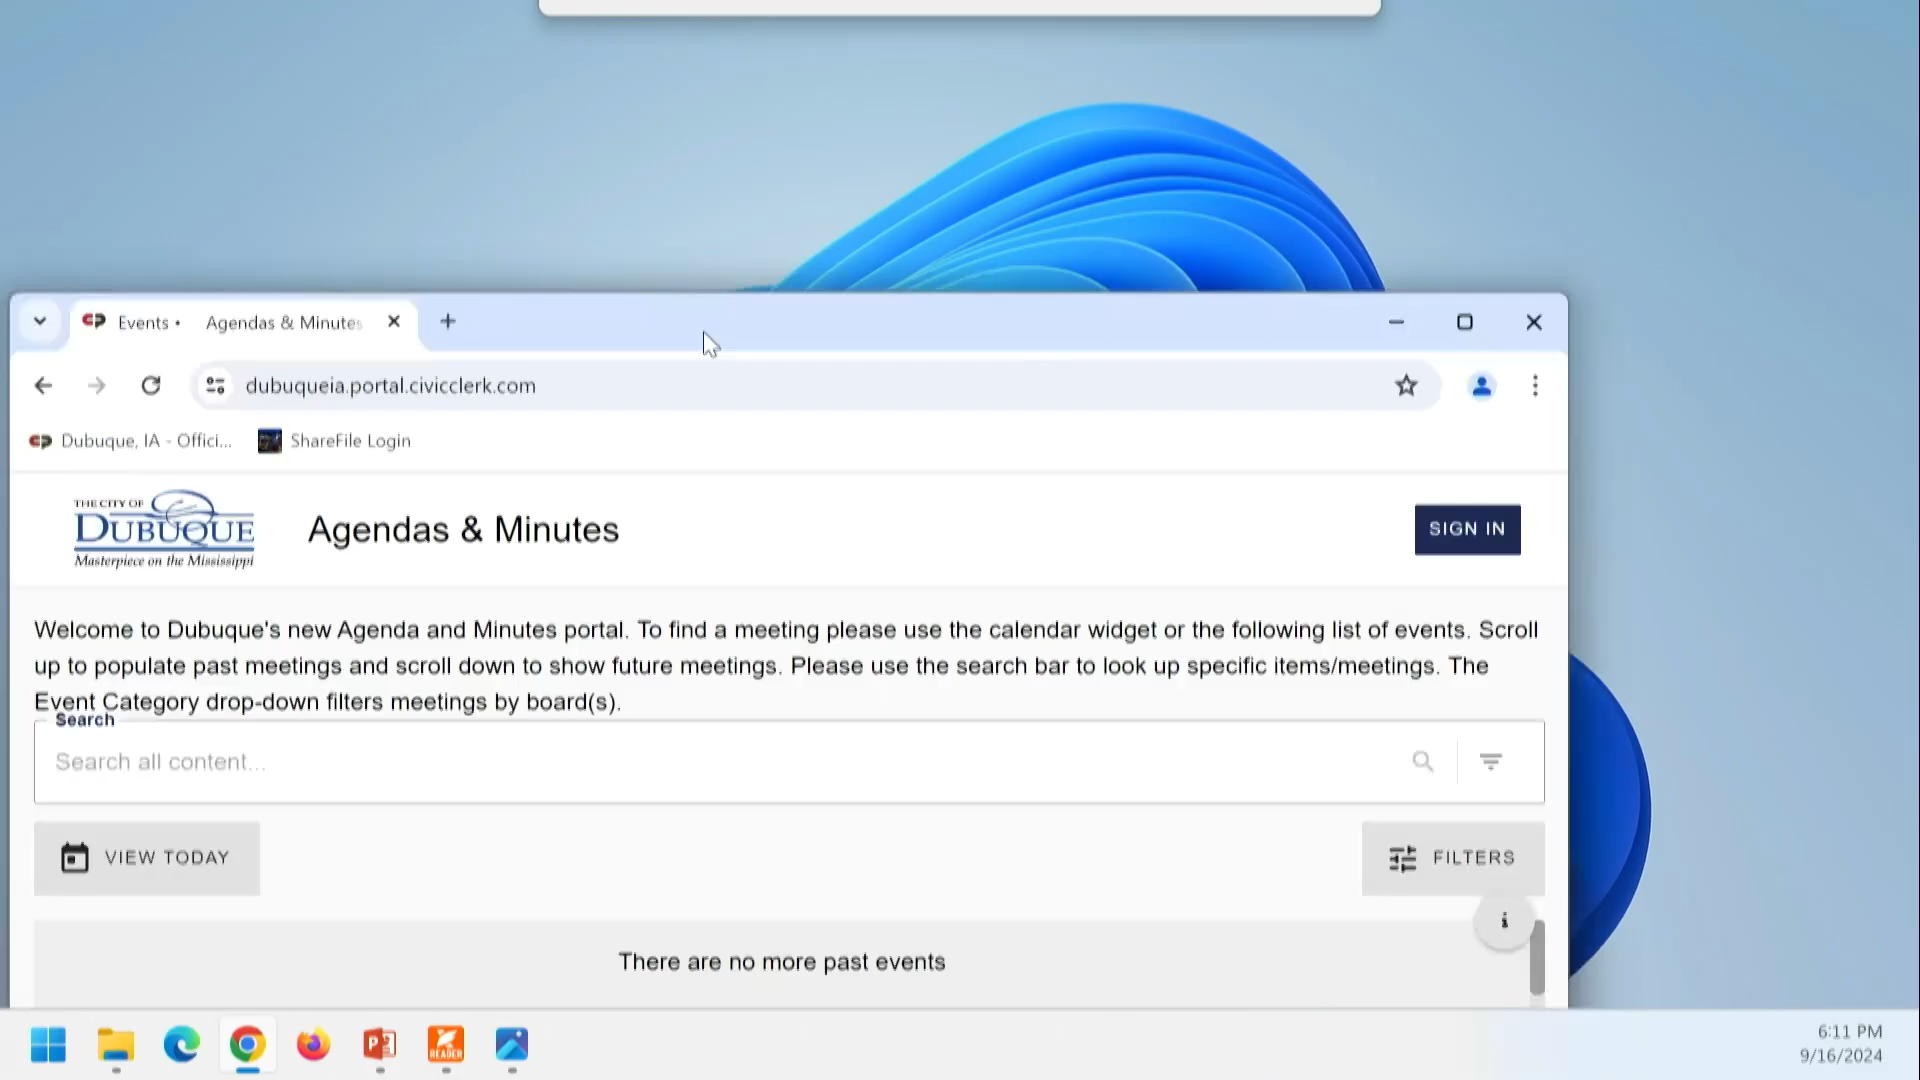 Events • Agendas & Minutes
dubuqueia.portal.civicclerk.com
Dubuque, IA - Offici...
ShareFile Login
THE CITY OF
DUBUQUE
Masterpiece on the Mississippi
Agendas & Minutes
SIGN IN
Welcome to Dubuque's new Agenda and Minutes portal. To find a meeting please use the calendar widget or the following list of events. Scroll
up to populate past meetings and scroll down to show future meetings. Please use the search bar to look up specific items/meetings. The
Event Category drop-down filters meetings by board(s).
Search
Search all content...
VIEW TODAY
FILTERS
i
There are no more past events
READER
6:11 PM
9/16/2024